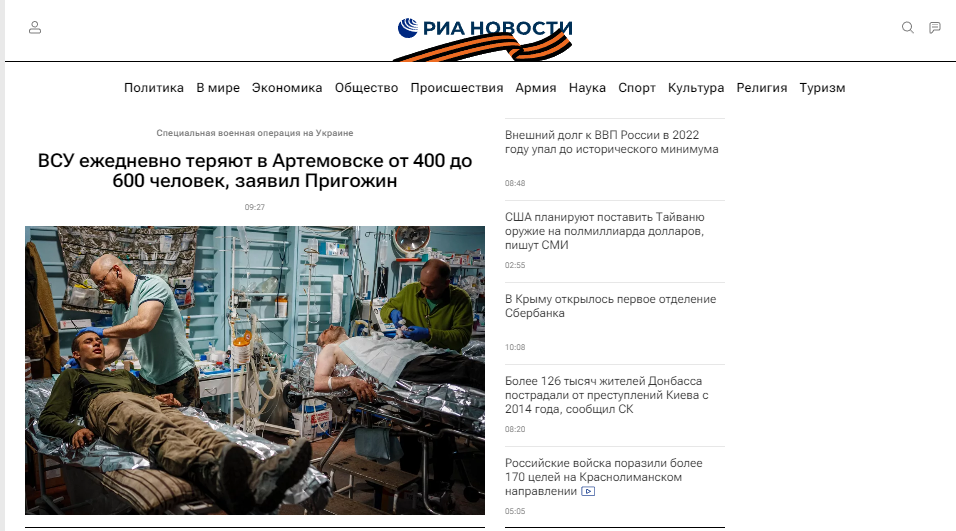 РИА НОВОСТИ
Политика В мире Экономика Общество Происшествия Армия Наука Спорт Культура Религия Туризм
Специальная военная операция на Украине
ВСУ ежедневно теряют в Артемовске от 400 до
600 человек, заявил Пригожин
09:27
Внешний долг к ВВП России в 2022
году упал до исторического минимума
08:48
США планируют поставить Тайваню
оружие на полмиллиарда долларов,
пишут СМИ
02:55
В Крыму открылось первое отделение
Сбербанка
10:08
Более 126 тысяч жителей Донбасса
пострадали от преступлений Киева с
2014 года, сообщил СК
08:20
Российские войска поразили более
170 целей на Краснолиманском
направлении
05:05